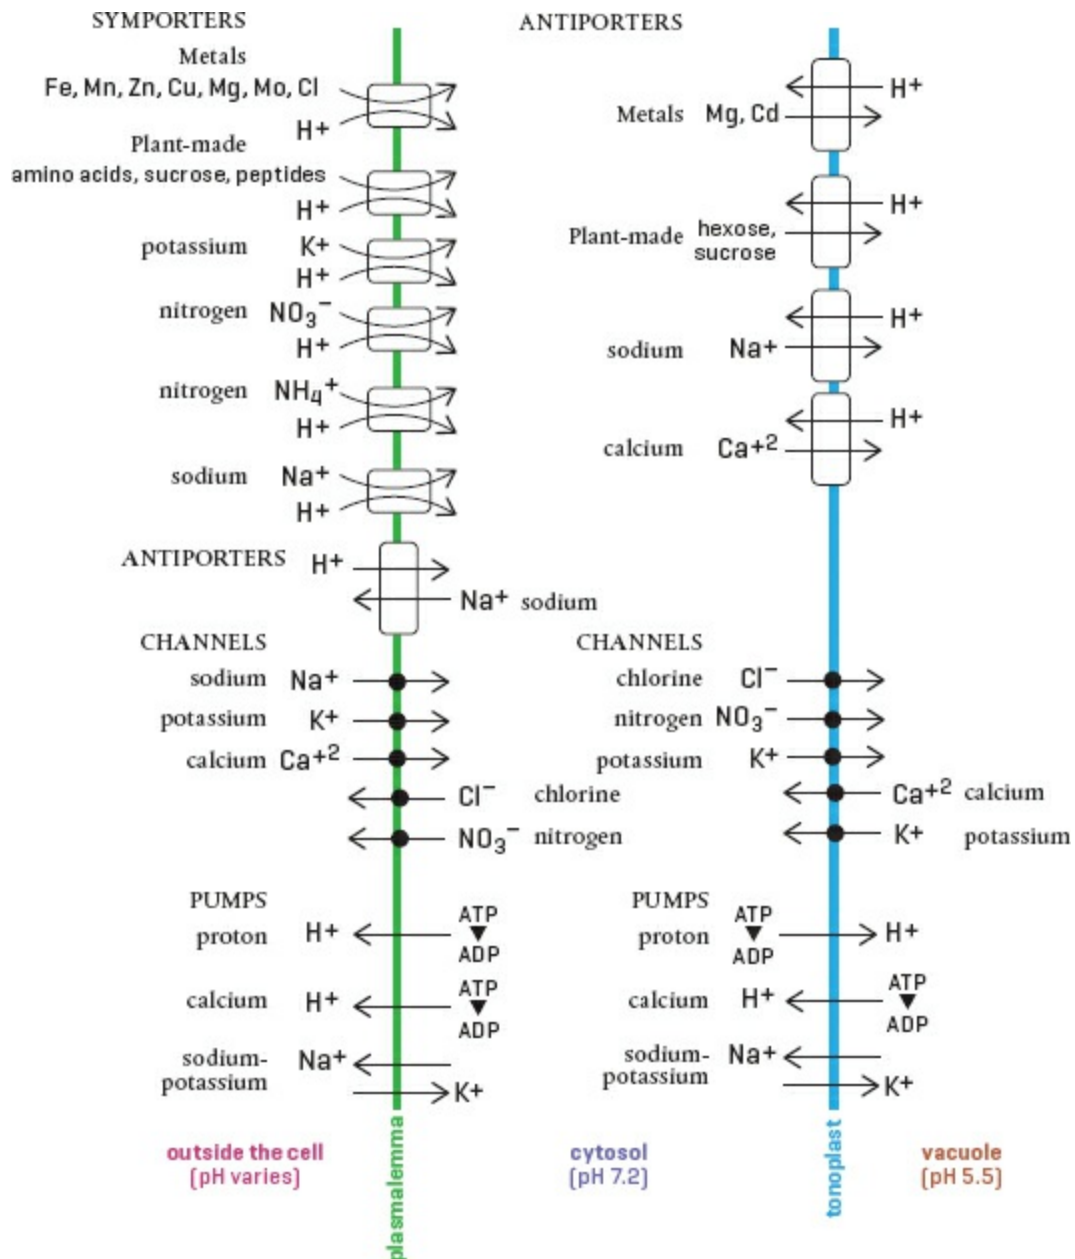 SYMPORTERS
Metals
Fe, Mn, Zn, Cu, Mg, Mo, Cl
H+
Plant-made
amino acids, sucrose, peptides
H+
potassium K+
H+
nitrogen NO₃⁻
H+
nitrogen NH₄⁺
H+
sodium Na+
H+
ANTIPORTERS H+
Na+ sodium
CHANNELS
sodium Na+
potassium K+
calcium Ca+²
Cl⁻ chlorine
NO₃⁻ nitrogen
PUMPS
proton H+ ATP
ADP
calcium H+ ATP
ADP
sodium- Na+
potassium K+
outside the cell
(pH varies)
plasmalemma
ANTIPORTERS
H+
Metals Mg, Cd
H+
Plant-made hexose,
sucrose
H+
sodium Na+
H+
calcium Ca+²
CHANNELS
chlorine Cl⁻
nitrogen NO₃⁻
potassium K+
Ca+² calcium
K+ potassium
PUMPS
proton ATP H+
ADP
calcium H+ ATP
ADP
sodium- Na+
potassium K+
cytosol
(pH 7.2)
tonoplast
vacuole
(pH 5.5)